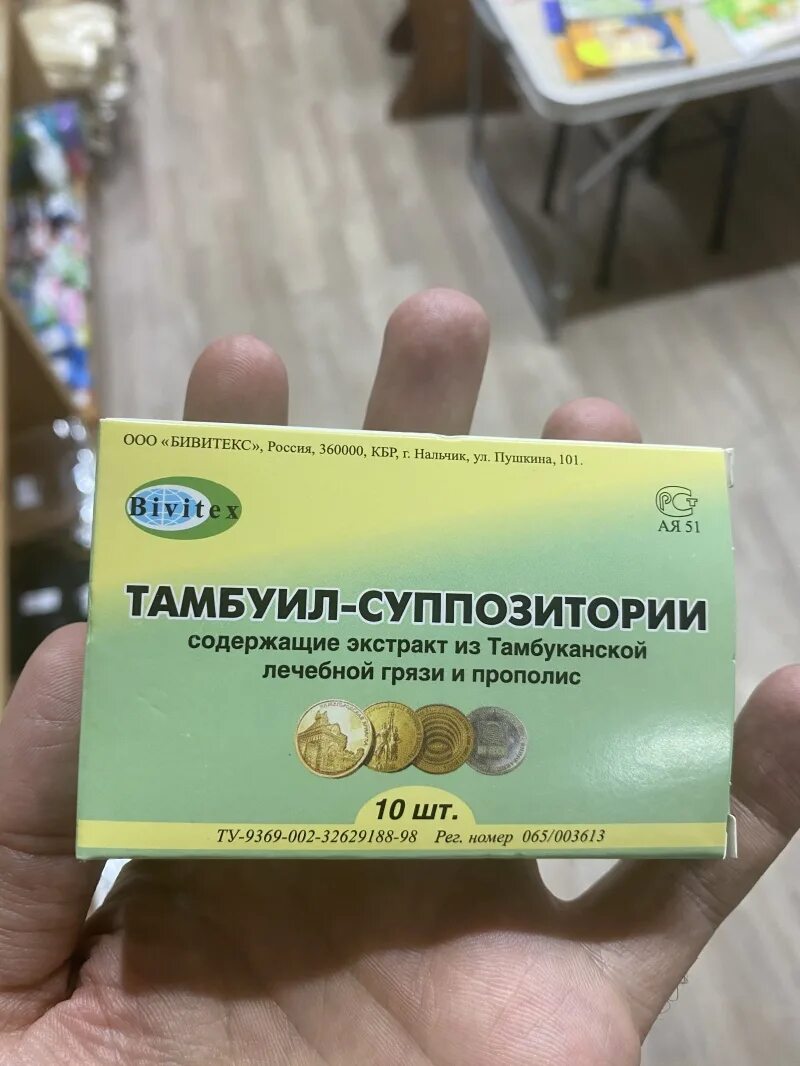 ООО «БИВИТЕКС», Россия, 360000, КБР, г. Нальчик, ул. Пушкина, 101.
Bivitex
РСТ
АЯ 51
ТАМБУИЛ-СУППОЗИТОРИИ
содержащие экстракт из Тамбуканской
лечебной грязи и прополис
10 шт.
ТУ-9369-002-32629188-98 Рег. номер 065/003613